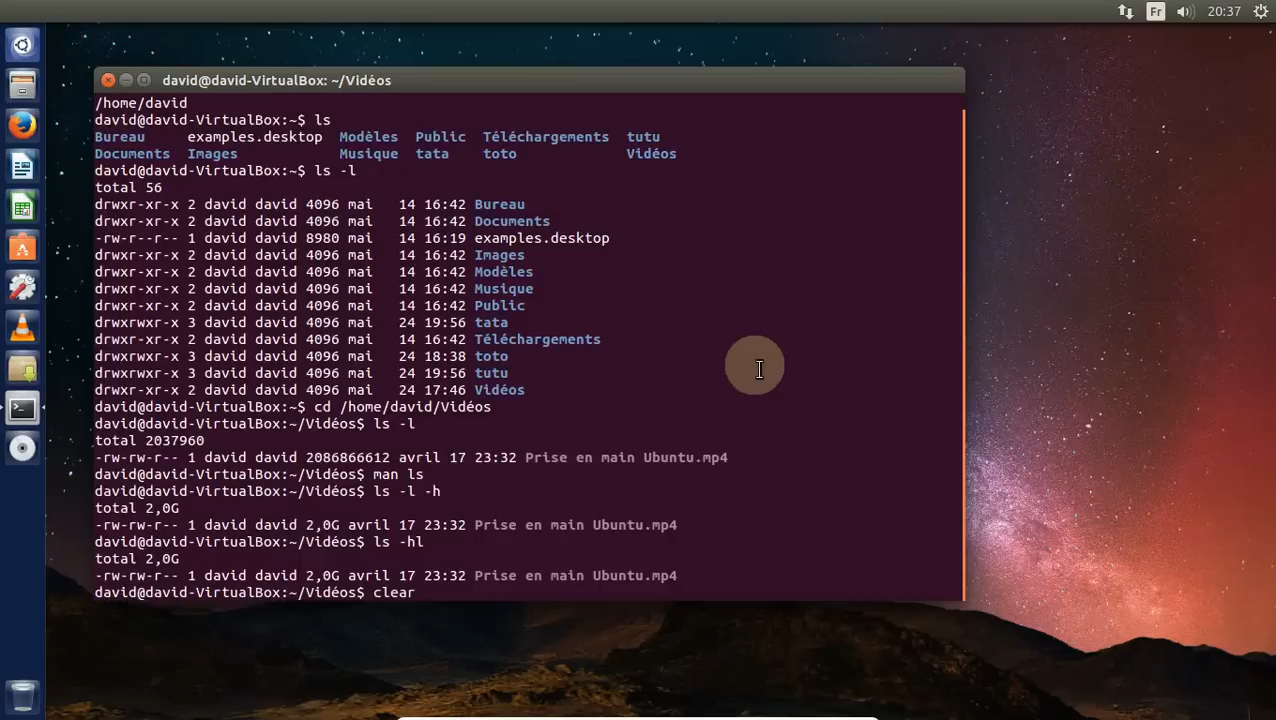 Fr 20:37
david@david-VirtualBox: ~/Vidéos
/home/david
david@david-VirtualBox:~$ ls
Bureau examples.desktop Modèles Public Téléchargements tutu
Documents Images Musique tata toto Vidéos
david@david-VirtualBox:~$ ls -l
total 56
drwxr-xr-x 2 david david 4096 mai 14 16:42 Bureau
drwxr-xr-x 2 david david 4096 mai 14 16:42 Documents
-rw-r--r-- 1 david david 8980 mai 14 16:19 examples.desktop
drwxr-xr-x 2 david david 4096 mai 14 16:42 Images
drwxr-xr-x 2 david david 4096 mai 14 16:42 Modèles
drwxr-xr-x 2 david david 4096 mai 14 16:42 Musique
drwxr-xr-x 2 david david 4096 mai 14 16:42 Public
drwxrwxr-x 3 david david 4096 mai 24 19:56 tata
drwxr-xr-x 2 david david 4096 mai 14 16:42 Téléchargements
drwxrwxr-x 3 david david 4096 mai 24 18:38 toto
drwxrwxr-x 3 david david 4096 mai 24 19:56 tutu
drwxr-xr-x 2 david david 4096 mai 24 17:46 Vidéos
david@david-VirtualBox:~$ cd /home/david/Vidéos
david@david-VirtualBox:~/Vidéos$ ls -l
total 2037960
-rw-rw-r-- 1 david david 2086866612 avril 17 23:32 Prise en main Ubuntu.mp4
david@david-VirtualBox:~/Vidéos$ man ls
david@david-VirtualBox:~/Vidéos$ ls -l -h
total 2,0G
-rw-rw-r-- 1 david david 2,0G avril 17 23:32 Prise en main Ubuntu.mp4
david@david-VirtualBox:~/Vidéos$ ls -hl
total 2,0G
-rw-rw-r-- 1 david david 2,0G avril 17 23:32 Prise en main Ubuntu.mp4
david@david-VirtualBox:~/Vidéos$ clear